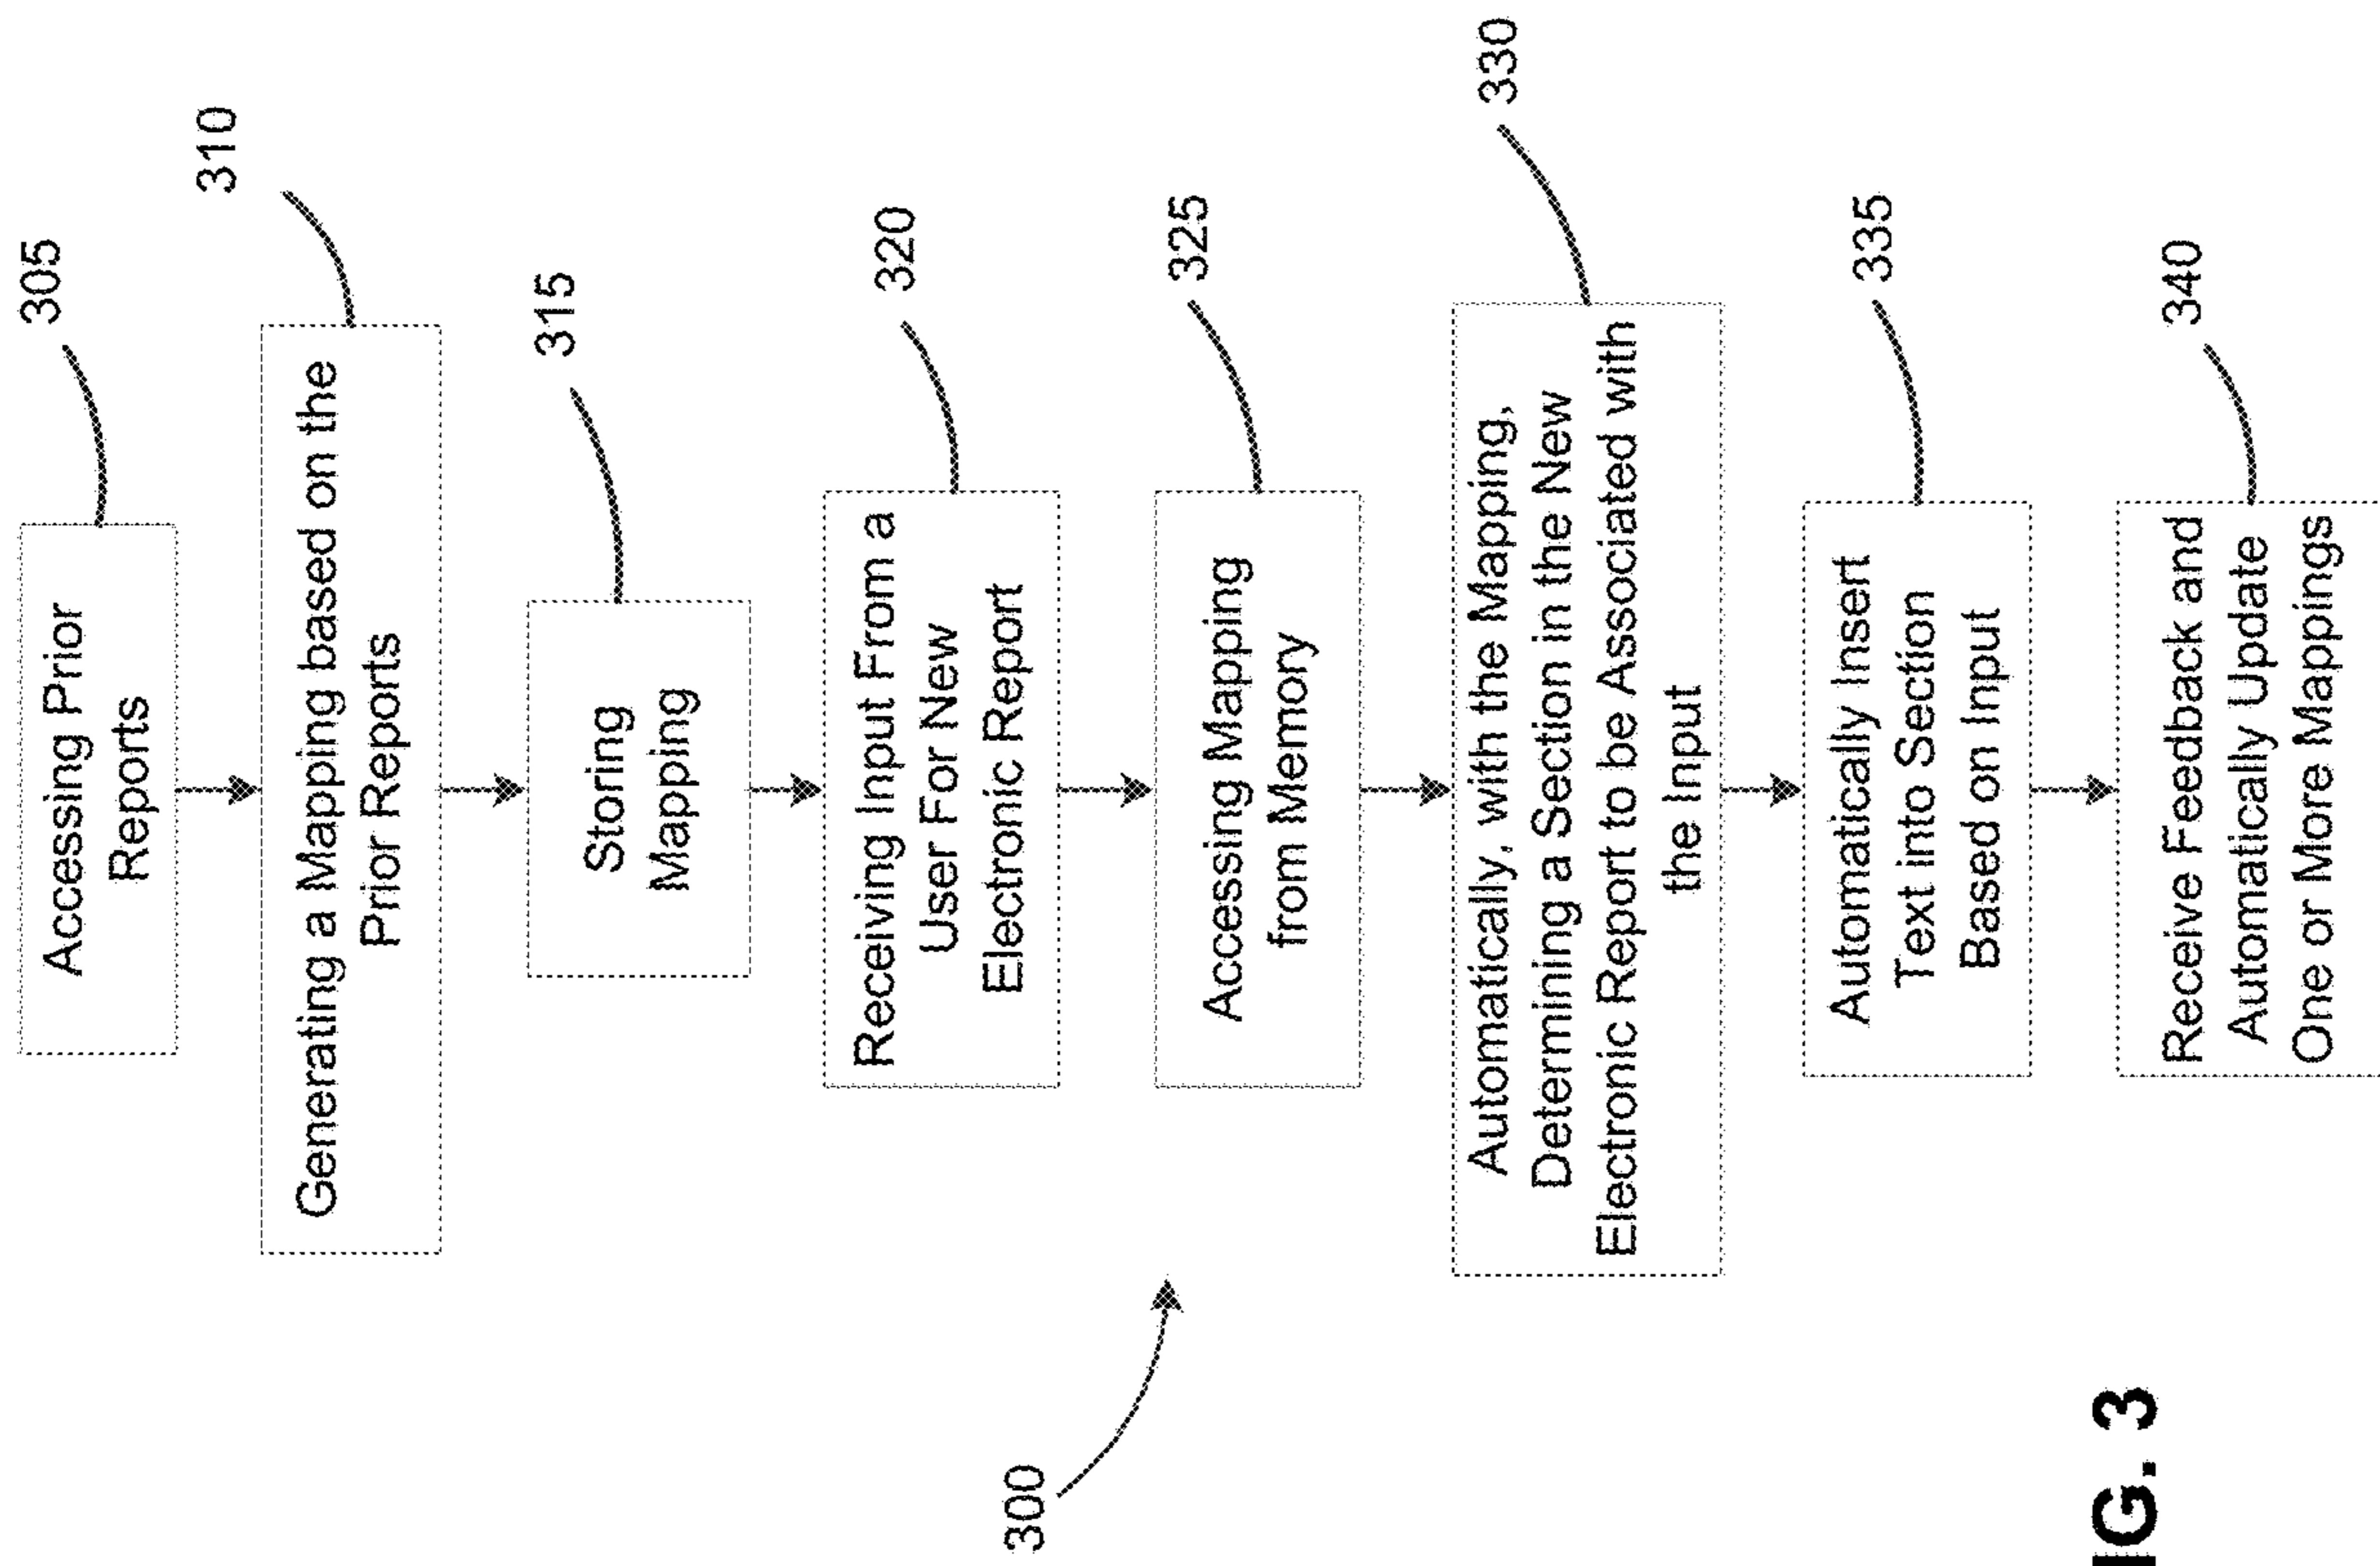 305
Accessing Prior
Reports
310
Generating a Mapping based on the
Prior Reports
315
Storing
Mapping
320
Receiving Input From a
User For New
Electronic Report
325
Accessing Mapping
from Memory
300
330
Automatically, with the Mapping,
Determining a Section in the New
Electronic Report to be Associated with
the Input
335
Automatically Insert
Text into Section
Based on Input
340
Receive Feedback and
Automatically Update
One or More Mappings
IG. 3